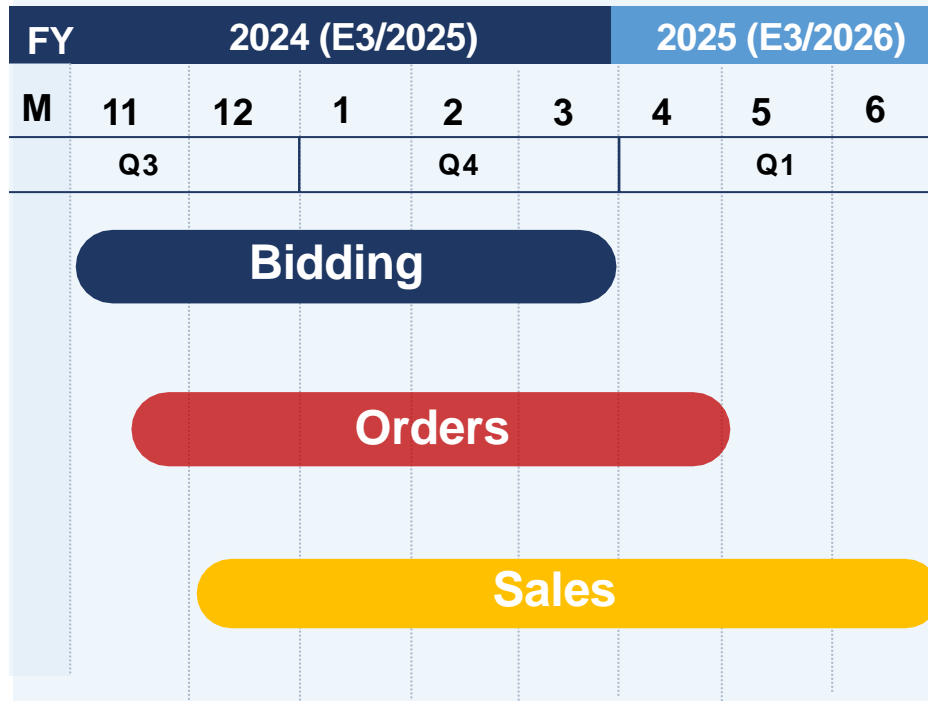 FY 2024 (E3/2025) 2025 (E3/2026)
M 11 12 1 2 3 4 5 6
Q3 Q4 Q1
Bidding
Orders
Sales